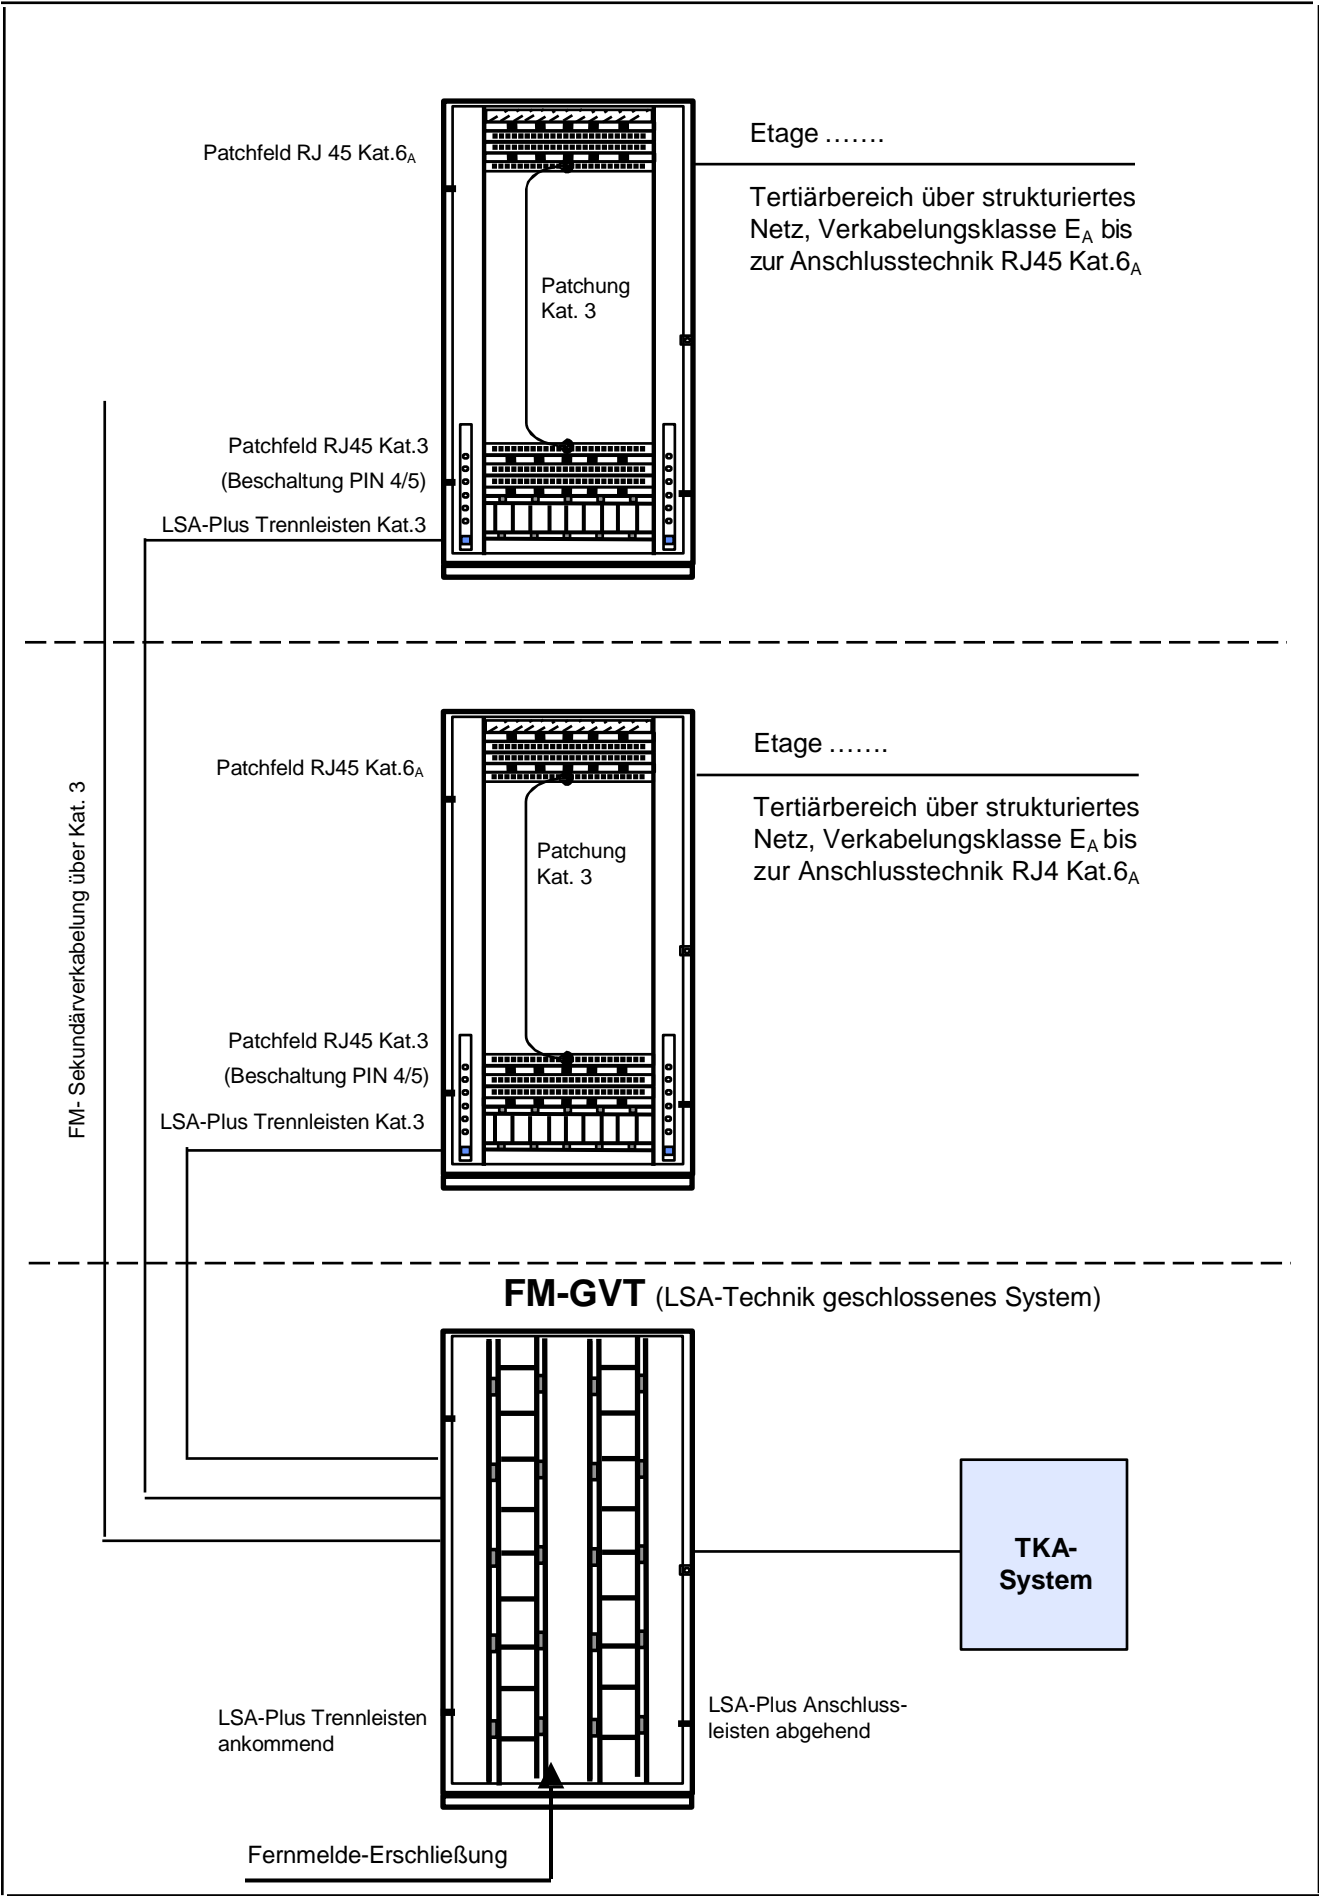 Patchfeld RJ 45 Kat.6A
Etage …….
Tertiärbereich über strukturiertes
Netz, Verkabelungsklasse EA bis
zur Anschlusstechnik RJ45 Kat.6A
Patchung
Kat. 3
Patchfeld RJ45 Kat.3
(Beschaltung PIN 4/5)
LSA-Plus Trennleisten Kat.3
FM- Sekundärverkabelung über Kat. 3
Patchfeld RJ45 Kat.6A
Etage …….
Tertiärbereich über strukturiertes
Netz, Verkabelungsklasse EA bis
zur Anschlusstechnik RJ4 Kat.6A
Patchung
Kat. 3
Patchfeld RJ45 Kat.3
(Beschaltung PIN 4/5)
LSA-Plus Trennleisten Kat.3
FM-GVT (LSA-Technik geschlossenes System)
TKA-
System
LSA-Plus Trennleisten
ankommend
LSA-Plus Anschluss-
leisten abgehend
Fernmelde-Erschließung